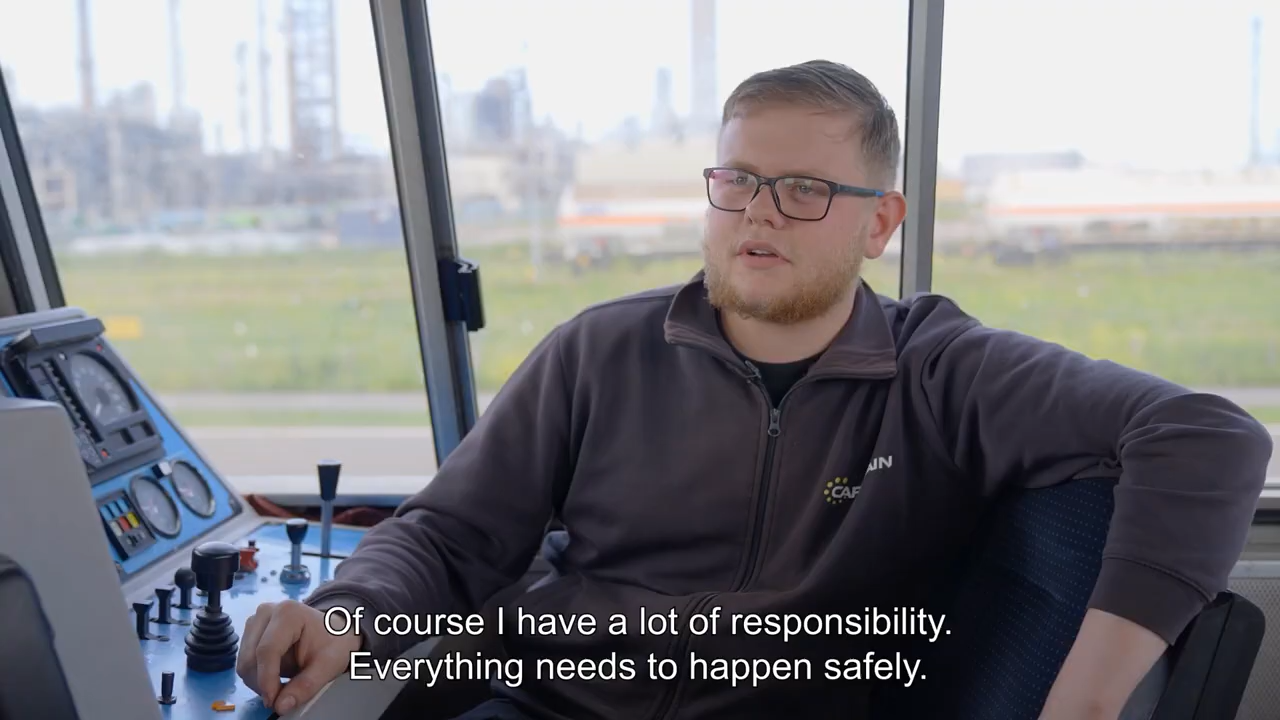 Of course I have a lot of responsibility.
Everything needs to happen safely.